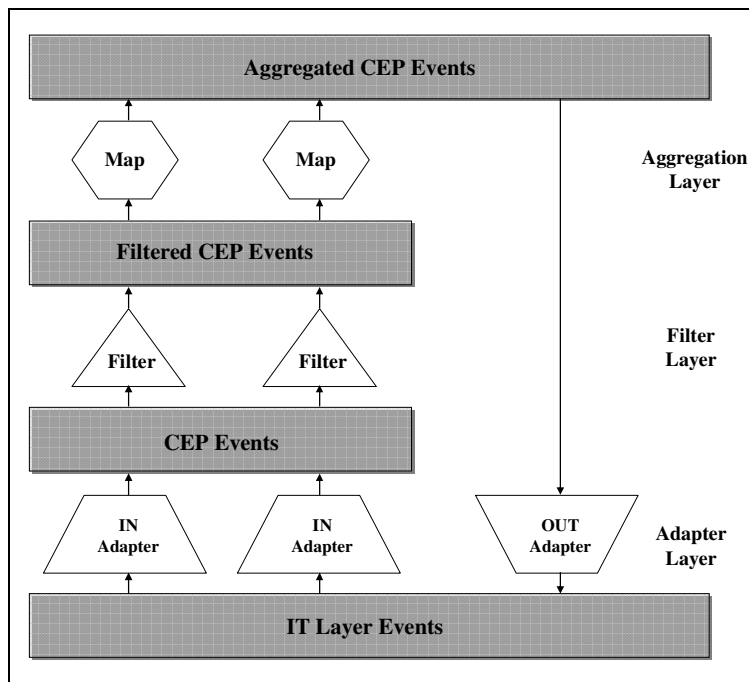 Aggregated CEP Events
Map
Map
Aggregation
Layer
Filtered CEP Events
Filter
Filter
Filter
Layer
CEP Events
IN
Adapter
IN
Adapter
OUT
Adapter
Adapter
Layer
IT Layer Events